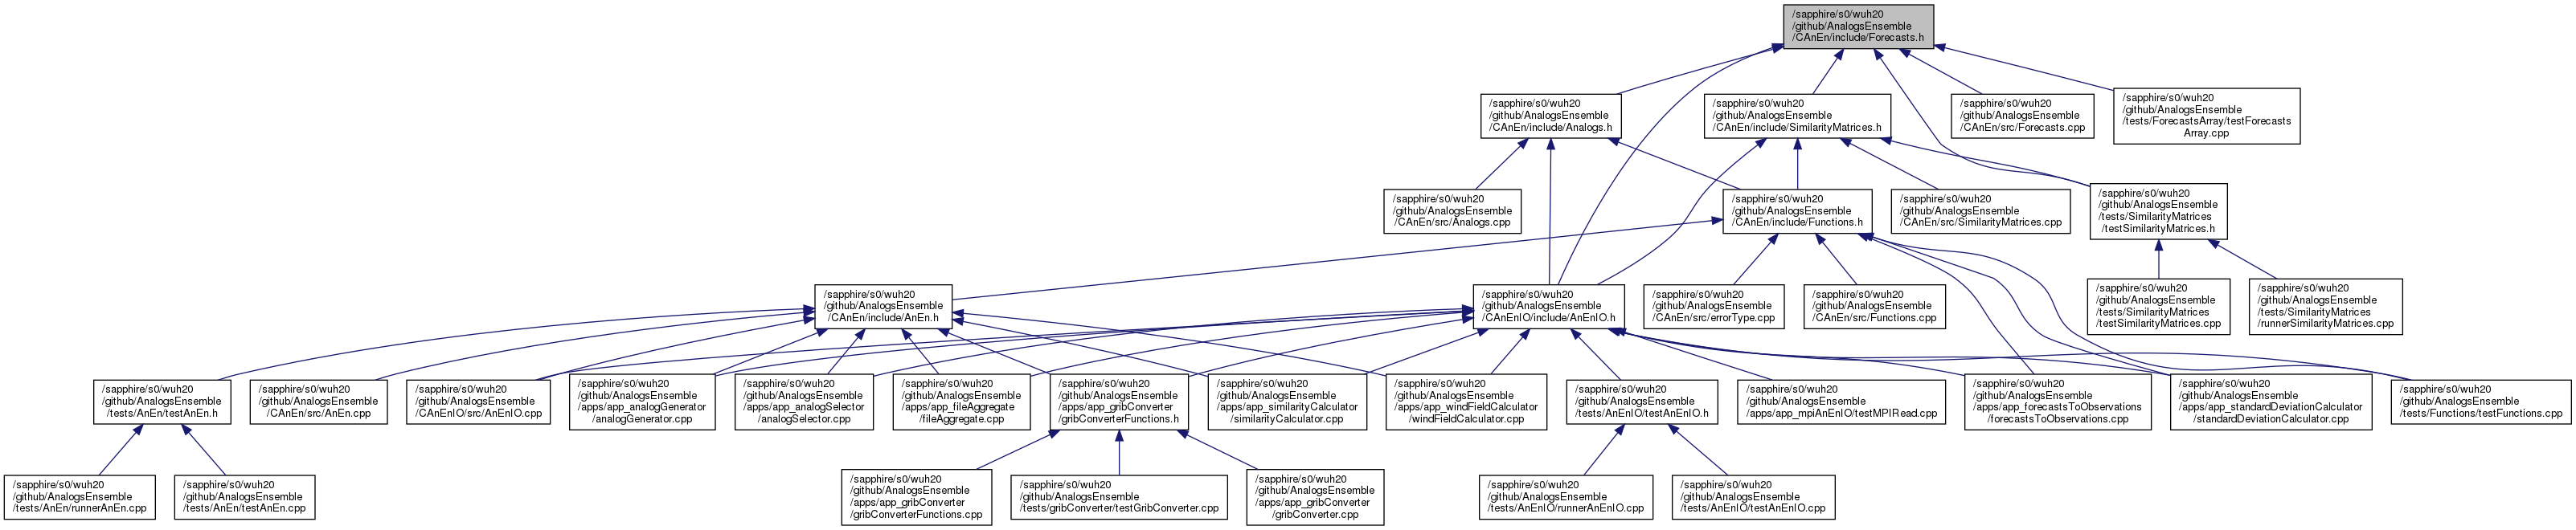 /sapphire/s0/wuh20
/github/AnalogsEnsemble
/CAnEn/include/Forecasts.h
/sapphire/s0/wuh20
/github/AnalogsEnsemble
/CAnEn/include/Analogs.h
/sapphire/s0/wuh20
/github/AnalogsEnsemble
/CAnEn/include/SimilarityMatrices.h
/sapphire/s0/wuh20
/github/AnalogsEnsemble
/CAnEn/src/Forecasts.cpp
/sapphire/s0/wuh20
/github/AnalogsEnsemble
/tests/ForecastsArray/testForecasts
Array.cpp
/sapphire/s0/wuh20
/github/AnalogsEnsemble
/CAnEn/src/Analogs.cpp
/sapphire/s0/wuh20
/github/AnalogsEnsemble
/CAnEn/include/Functions.h
/sapphire/s0/wuh20
/github/AnalogsEnsemble
/CAnEn/src/SimilarityMatrices.cpp
/sapphire/s0/wuh20
/github/AnalogsEnsemble
/tests/SimilarityMatrices
/testSimilarityMatrices.h
/sapphire/s0/wuh20
/github/AnalogsEnsemble
/CAnEn/include/AnEn.h
/sapphire/s0/wuh20
/github/AnalogsEnsemble
/CAnEnIO/include/AnEnIO.h
/sapphire/s0/wuh20
/github/AnalogsEnsemble
/CAnEn/src/errorType.cpp
/sapphire/s0/wuh20
/github/AnalogsEnsemble
/CAnEn/src/Functions.cpp
/sapphire/s0/wuh20
/github/AnalogsEnsemble
/tests/SimilarityMatrices
/testSimilarityMatrices.cpp
/sapphire/s0/wuh20
/github/AnalogsEnsemble
/tests/SimilarityMatrices
/runnerSimilarityMatrices.cpp
/sapphire/s0/wuh20
/github/AnalogsEnsemble
/tests/AnEn/testAnEn.h
/sapphire/s0/wuh20
/github/AnalogsEnsemble
/CAnEn/src/AnEn.cpp
/sapphire/s0/wuh20
/github/AnalogsEnsemble
/CAnEnIO/src/AnEnIO.cpp
/sapphire/s0/wuh20
/github/AnalogsEnsemble
/apps/app_analogGenerator
/analogGenerator.cpp
/sapphire/s0/wuh20
/github/AnalogsEnsemble
/apps/app_analogSelector
/analogSelector.cpp
/sapphire/s0/wuh20
/github/AnalogsEnsemble
/apps/app_fileAggregate
/fileAggregate.cpp
/sapphire/s0/wuh20
/github/AnalogsEnsemble
/apps/app_gribConverter
/gribConverterFunctions.h
/sapphire/s0/wuh20
/github/AnalogsEnsemble
/apps/app_similarityCalculator
/similarityCalculator.cpp
/sapphire/s0/wuh20
/github/AnalogsEnsemble
/apps/app_windFieldCalculator
/windFieldCalculator.cpp
/sapphire/s0/wuh20
/github/AnalogsEnsemble
/tests/AnEnIO/testAnEnIO.h
/sapphire/s0/wuh20
/github/AnalogsEnsemble
/apps/app_mpiAnEnIO/testMPIRead.cpp
/sapphire/s0/wuh20
/github/AnalogsEnsemble
/apps/app_forecastsToObservations
/forecastsToObservations.cpp
/sapphire/s0/wuh20
/github/AnalogsEnsemble
/apps/app_standardDeviationCalculator
/standardDeviationCalculator.cpp
/sapphire/s0/wuh20
/github/AnalogsEnsemble
/tests/Functions/testFunctions.cpp
/sapphire/s0/wuh20
/github/AnalogsEnsemble
/tests/AnEn/runnerAnEn.cpp
/sapphire/s0/wuh20
/github/AnalogsEnsemble
/tests/AnEn/testAnEn.cpp
/sapphire/s0/wuh20
/github/AnalogsEnsemble
/apps/app_gribConverter
/gribConverterFunctions.cpp
/sapphire/s0/wuh20
/github/AnalogsEnsemble
/tests/gribConverter/testGribConverter.cpp
/sapphire/s0/wuh20
/github/AnalogsEnsemble
/apps/app_gribConverter
/gribConverter.cpp
/sapphire/s0/wuh20
/github/AnalogsEnsemble
/tests/AnEnIO/runnerAnEnIO.cpp
/sapphire/s0/wuh20
/github/AnalogsEnsemble
/tests/AnEnIO/testAnEnIO.cpp